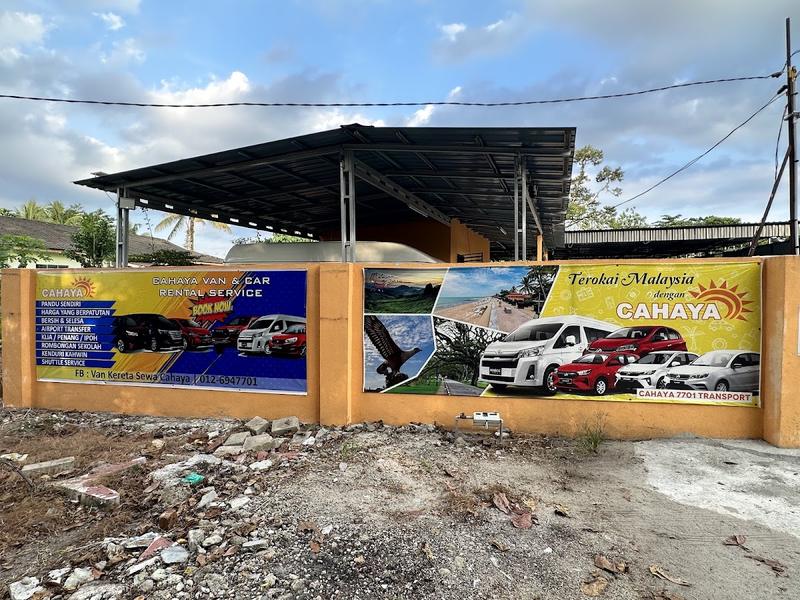 CAHAYA
CAHAYA VAN & CAR
RENTAL SERVICE
BOOK NOW
PANDU SENDIRI
HARGA YANG BERPATUTAN
BERSIH & SELESA
AIRPORT TRANSFER
KLIA / PENANG / IPOH
ROMBONGAN SEKOLAH
KENDURI KAHWIN
SHUTTLE SERVICE
FB : Van Kereta Sewa Cahaya | 012-6947701
Terokai Malaysia
dengan
CAHAYA
CAHAYA 7701 TRANSPORT